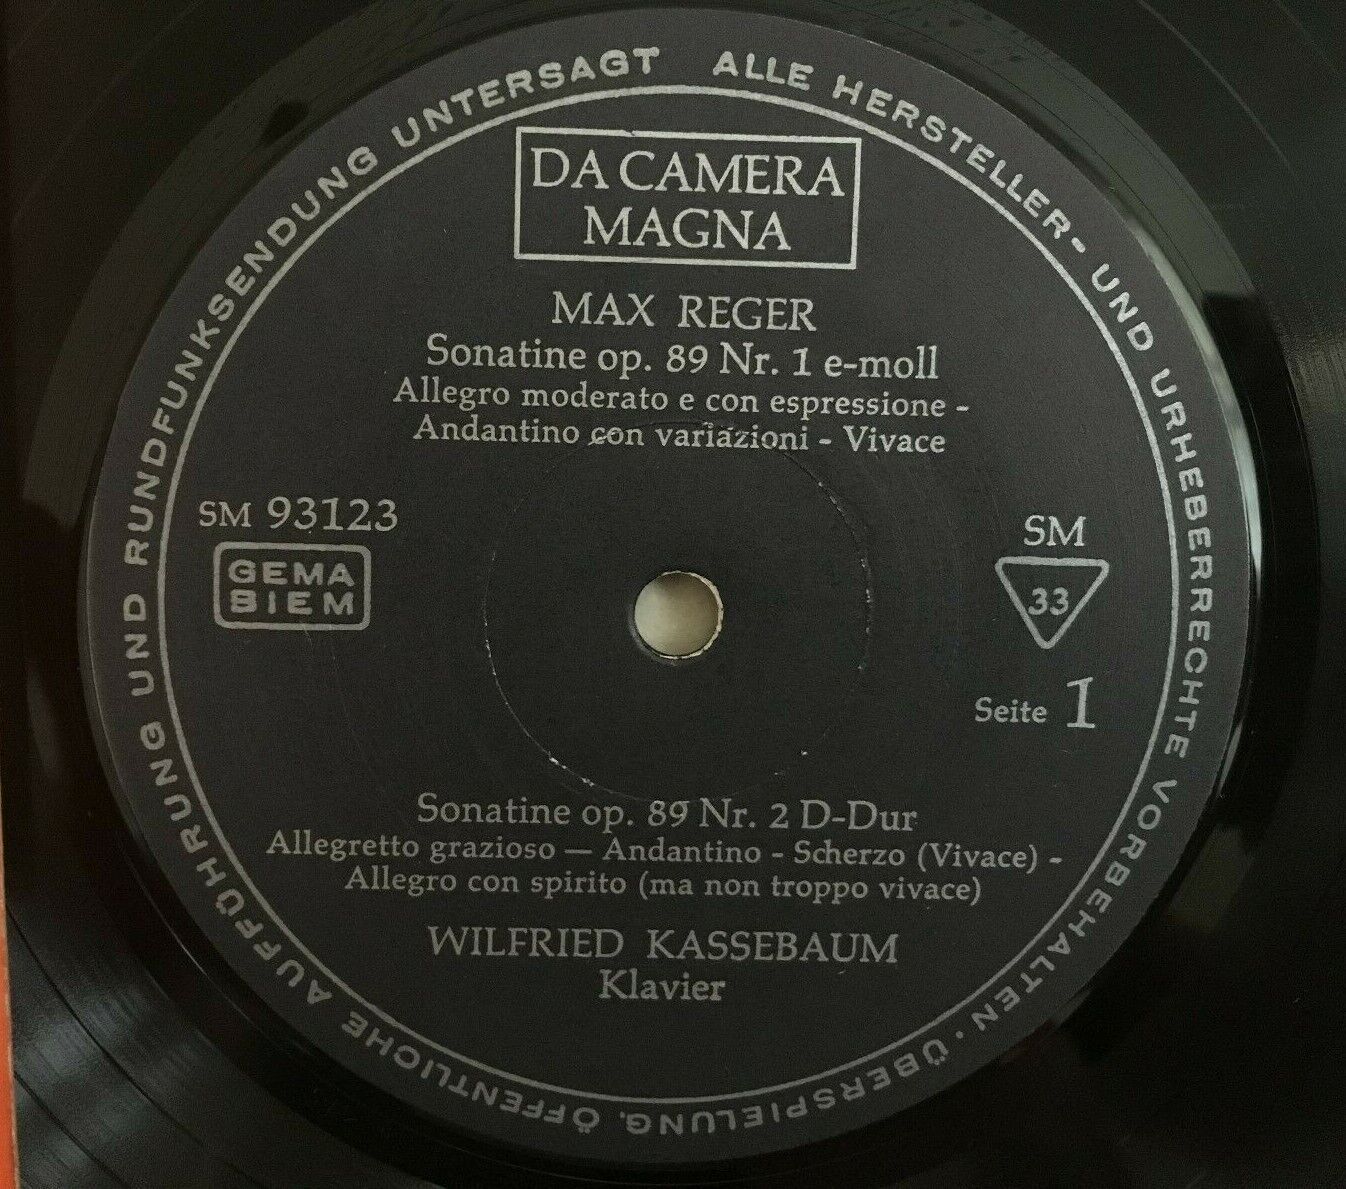 ALLE HERSTELLER- UND URHEBERRECHTE VORBEHALTEN · ÜBERSPIELUNG, ÖFFENTLICHE AUFFÜHRUNG UND RUNDFUNKSENDUNG UNTERSAGT
DA CAMERA
MAGNA
MAX REGER
Sonatine op. 89 Nr. 1 e-moll
Allegro moderato e con espressione -
Andantino con variazioni - Vivace
SM 93123
GEMA
BIEM
SM
33
Seite 1
Sonatine op. 89 Nr. 2 D-Dur
Allegretto grazioso — Andantino - Scherzo (Vivace) -
Allegro con spirito (ma non troppo vivace)
WILFRIED KASSEBAUM
Klavier